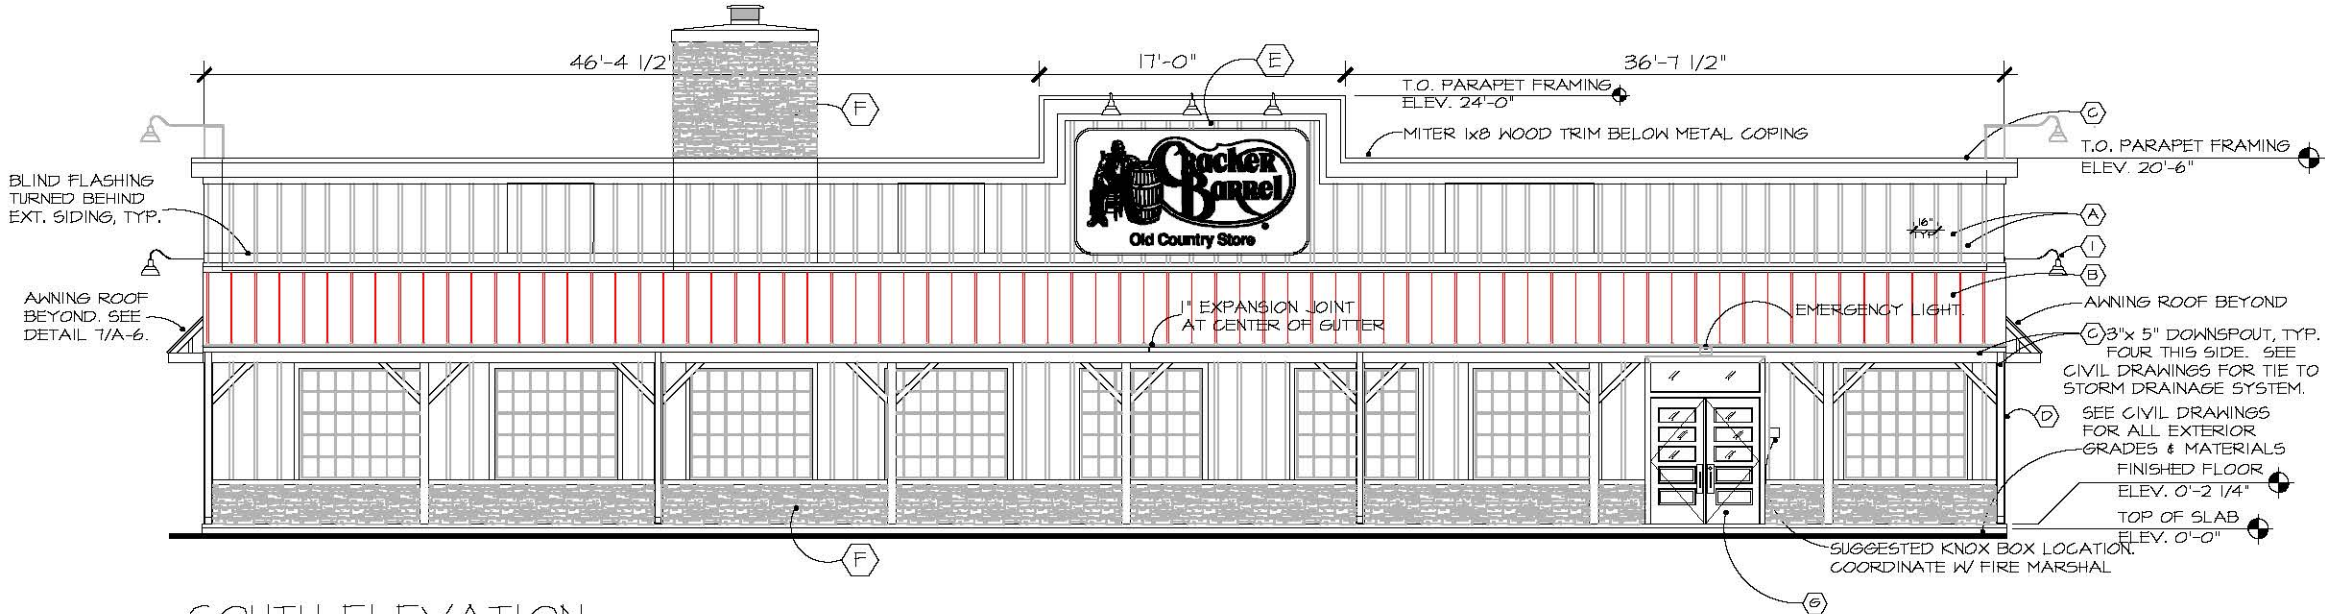 46'-4 1/2"
17'-0"
E
36'-7 1/2"
T.O. PARAPET FRAMING
ELEV. 24'-0"
F
MITER 1x8 WOOD TRIM BELOW METAL COPING
C
T.O. PARAPET FRAMING
ELEV. 20'-6"
BLIND FLASHING
TURNED BEHIND
EXT. SIDING, TYP.
Cracker
Barrel
Old Country Store
16"
TYP.
A
I
B
AWNING ROOF
BEYOND. SEE
DETAIL 7/A-6.
1" EXPANSION JOINT
AT CENTER OF GUTTER
EMERGENCY LIGHT.
AWNING ROOF BEYOND
C
3"x 5" DOWNSPOUT, TYP.
FOUR THIS SIDE. SEE
CIVIL DRAWINGS FOR TIE TO
STORM DRAINAGE SYSTEM.
D
SEE CIVIL DRAWINGS
FOR ALL EXTERIOR
GRADES & MATERIALS
FINISHED FLOOR
ELEV. 0'-2 1/4"
TOP OF SLAB
ELEV. 0'-0"
F
SUGGESTED KNOX BOX LOCATION.
COORDINATE W/ FIRE MARSHAL
G
SOUTH ELEVATION